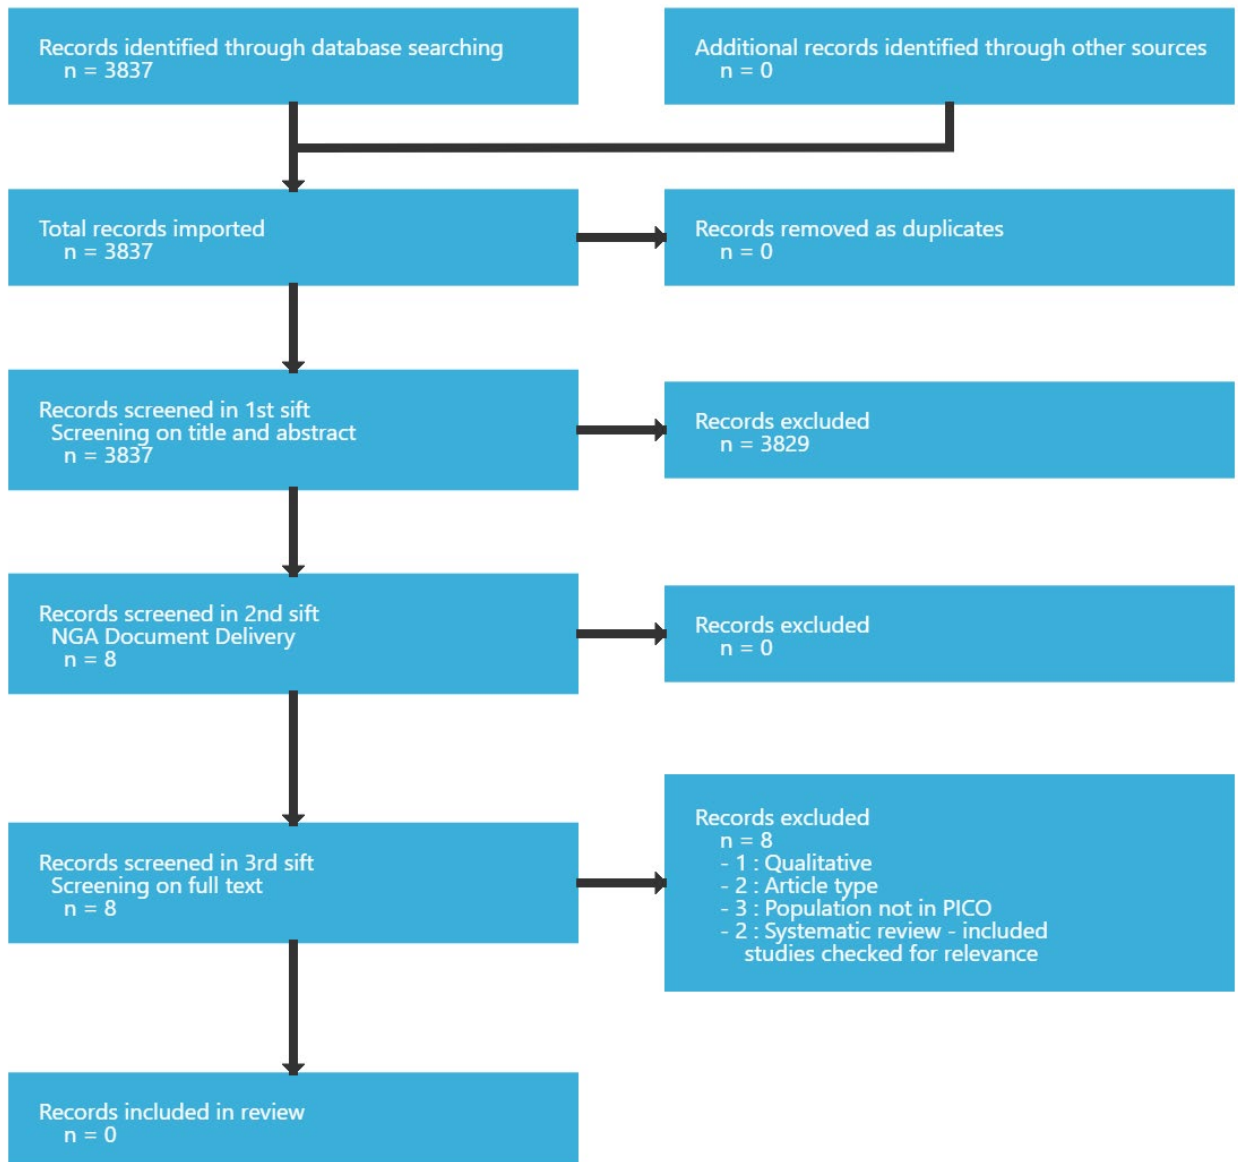 Records identified through database searching
n = 3837
Additional records identified through other sources
n = 0
Total records imported
n = 3837
Records removed as duplicates
n = 0
Records screened in 1st sift
Screening on title and abstract
n = 3837
Records excluded
n = 3829
Records screened in 2nd sift
NGA Document Delivery
n = 8
Records excluded
n = 0
Records screened in 3rd sift
Screening on full text
n = 8
Records excluded
n = 8
- 1 : Qualitative
- 2 : Article type
- 3 : Population not in PICO
- 2 : Systematic review - included
studies checked for relevance
Records included in review
n = 0